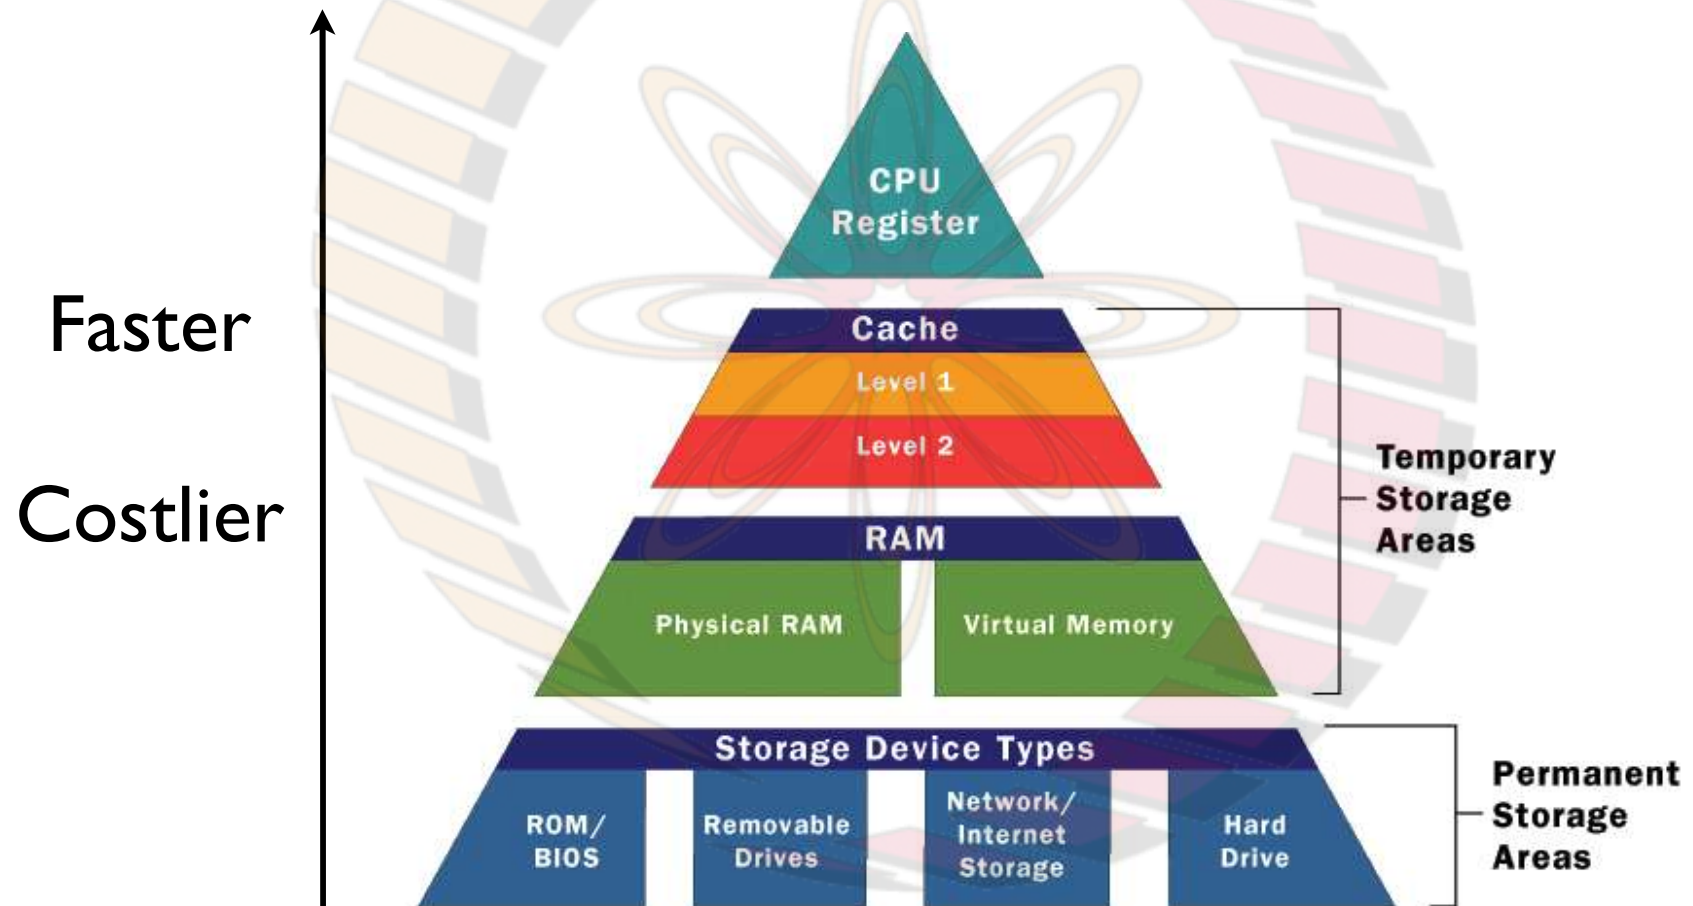 CPU
Register
Faster
Cache
Level 1
Level 2
Costlier
Temporary
Storage
Areas
RAM
Physical RAM
Virtual Memory
Storage Device Types
ROM/
BIOS
Removable
Drives
Network/
Internet
Storage
Hard
Drive
Permanent
Storage
Areas